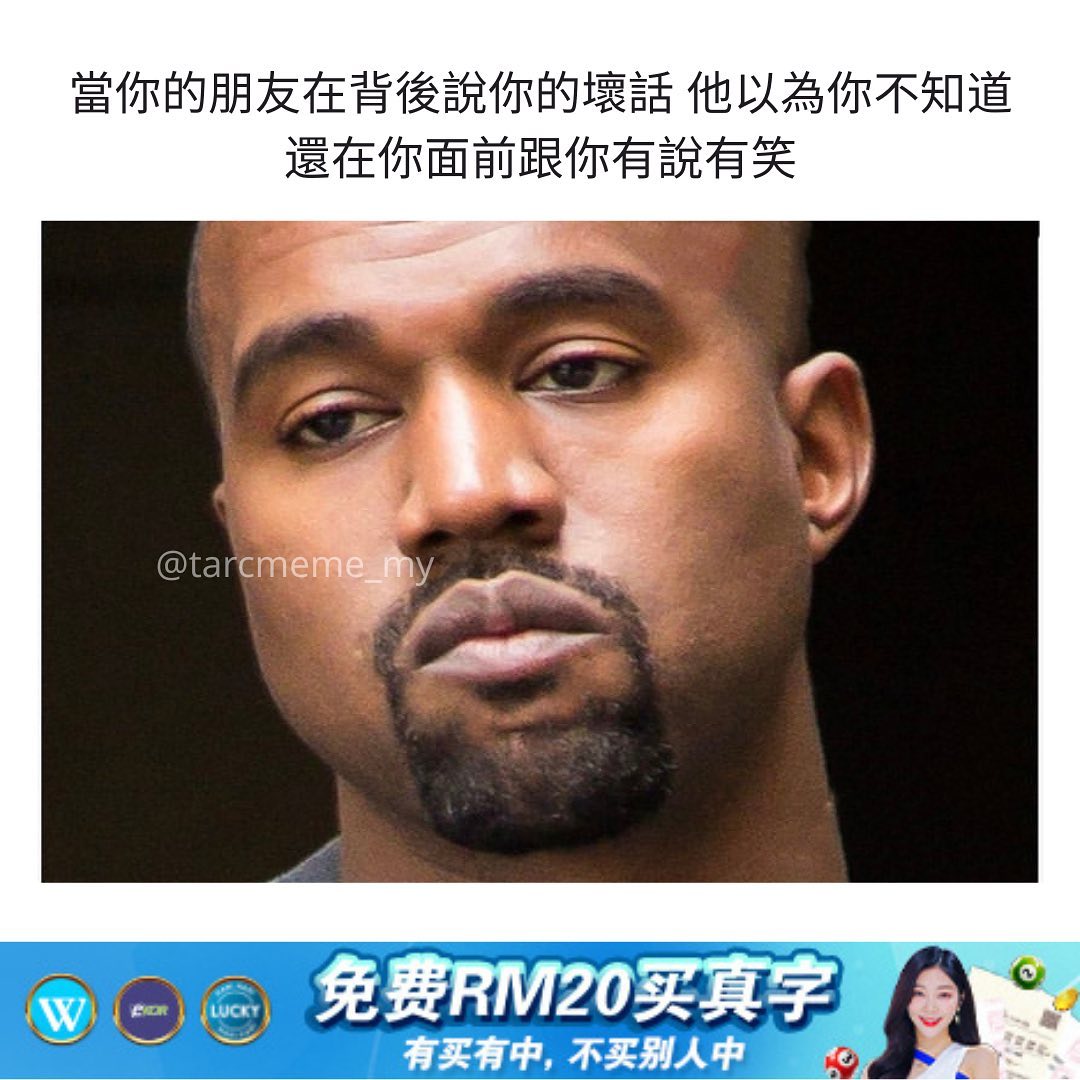 當你的朋友在背後說你的壞話 他以為你不知道
還在你面前跟你有說有笑
@tarcmeme_my
W
LUCKY
免费RM20买真字
有买有中, 不买别人中